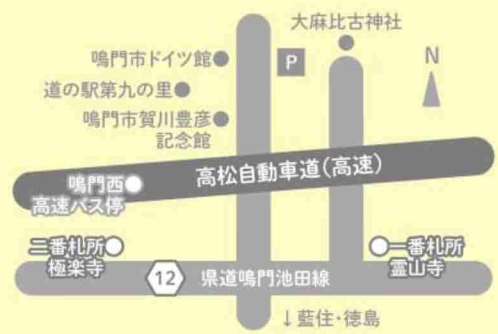 大麻比古神社
鳴門市ドイツ館
P
N
道の駅第九の里
鳴門市賀川豊彦
記念館
高松自動車道(高速)
鳴門西
高速バス停
二番札所
極楽寺
一番札所
霊山寺
12
県道鳴門池田線
↓藍住・徳島